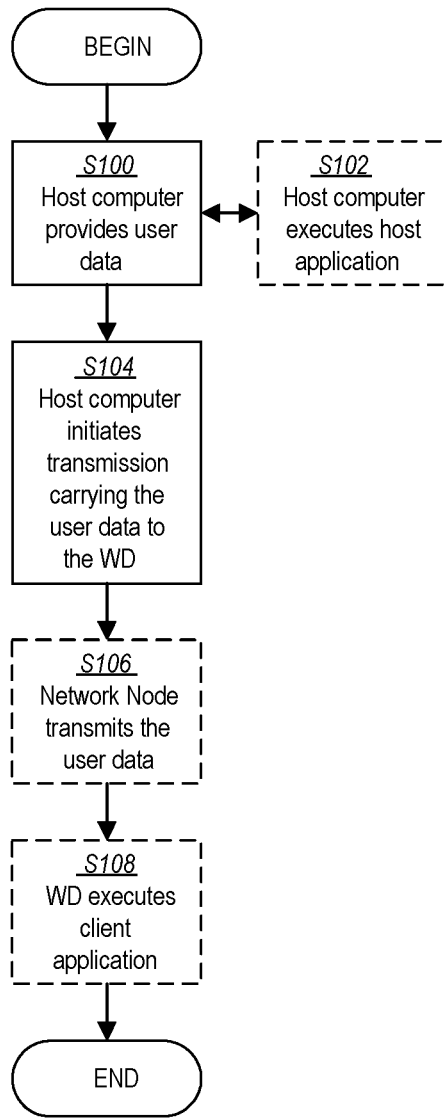 BEGIN
S100
Host computer
provides user
data
S102
Host computer
executes host
application
S104
Host computer
initiates
transmission
carrying the
user data to
the WD
S106
Network Node
transmits the
user data
S108
WD executes
client
application
END